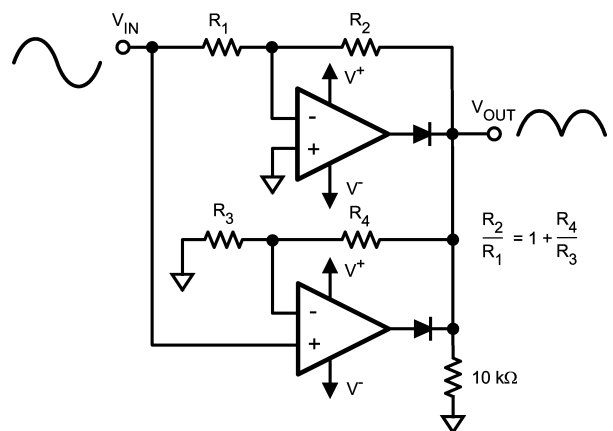 V_IN
R_1
R_2
V^+
-
+
V^-
V_OUT
R_3
R_4
R_2/R_1 = 1 + R_4/R_3
V^+
-
+
V^-
10 kΩ